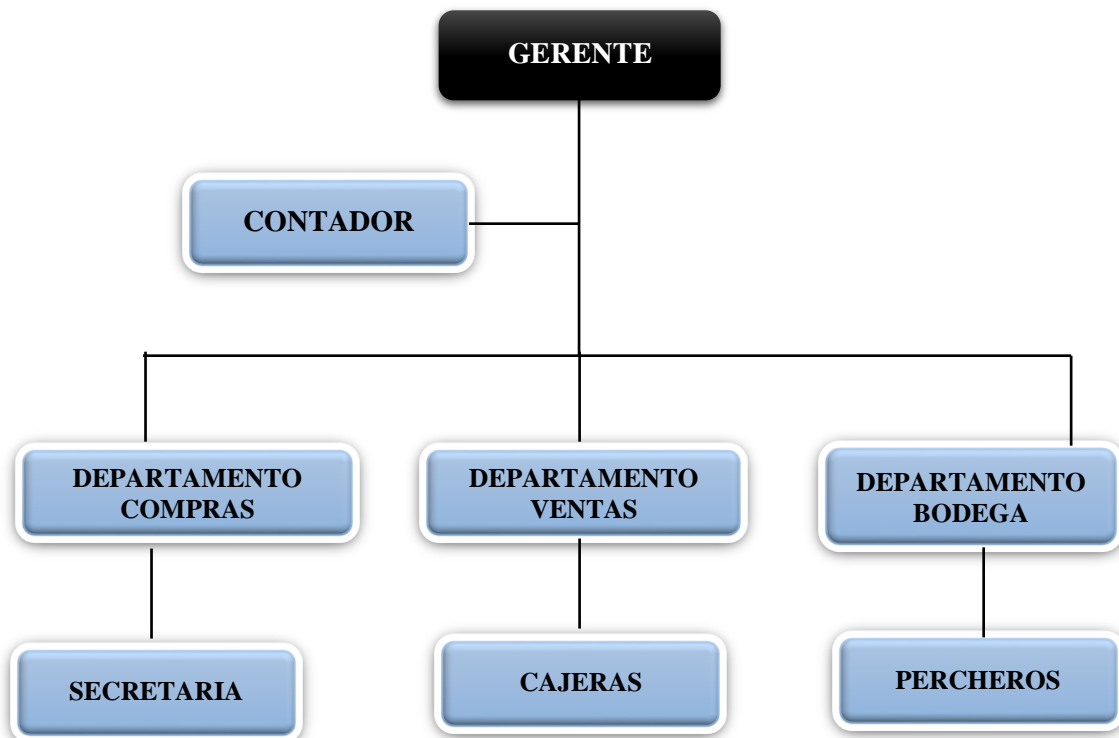 GERENTE
CONTADOR
DEPARTAMENTO
COMPRAS
DEPARTAMENTO
VENTAS
DEPARTAMENTO
BODEGA
SECRETARIA
CAJERAS
PERCHEROS